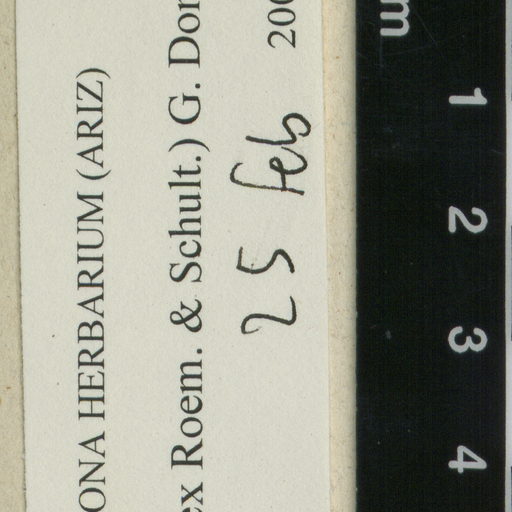 ONA HERBARIUM (ARIZ)
ex Roem. & Schult.) G. Don
25 feb 200
m
1
2
3
4